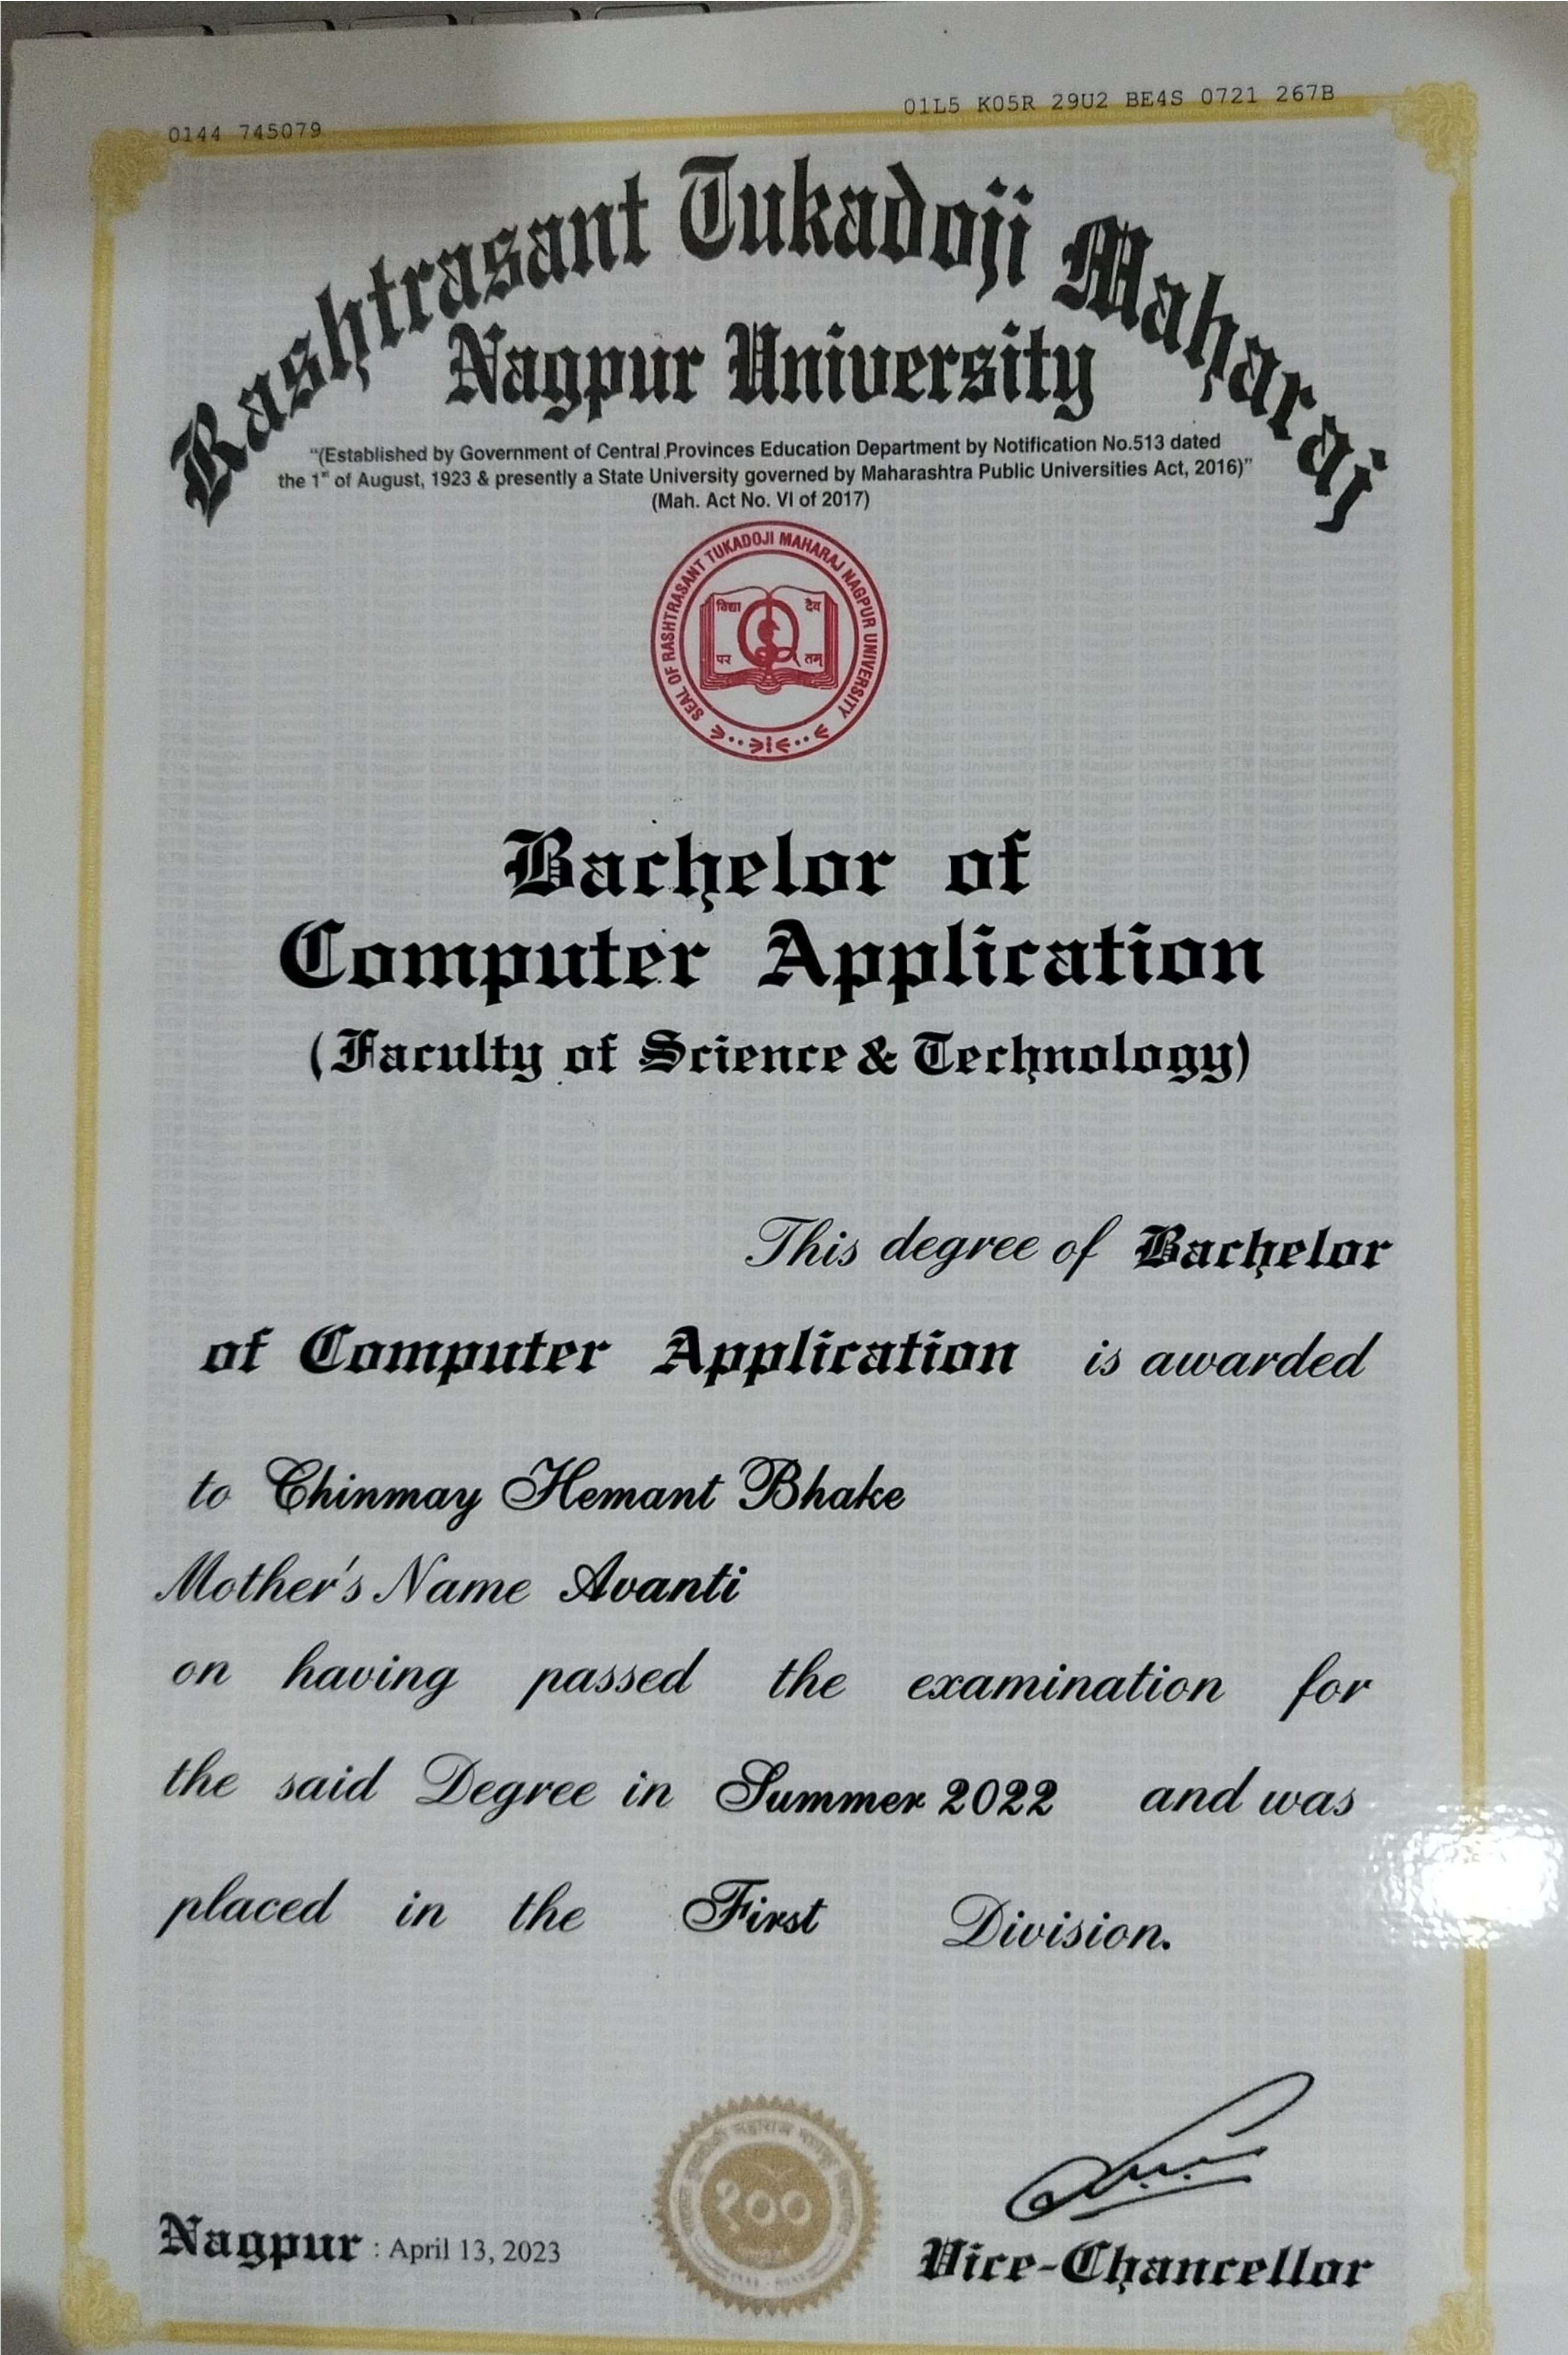 0144 745079
01L5 K05R 29U2 BE4S 0721 267B
Rashtrasant Tukadoji Maharaj
Nagpur University
"(Established by Government of Central Provinces Education Department by Notification No.513 dated
the 1st of August, 1923 & presently a State University governed by Maharashtra Public Universities Act, 2016)"
(Mah. Act No. VI of 2017)
SEAL OF RASHTRASANT TUKADOJI MAHARAJ NAGPUR UNIVERSITY
विद्या दैव
पर तम्
Bachelor of
Computer Application
(Faculty of Science & Technology)
This degree of Bachelor
of Computer Application is awarded
to Chinmay Hemant Bhake
Mother's Name Avanti
on having passed the examination for
the said Degree in Summer 2022 and was
placed in the First Division.
१००
Nagpur : April 13, 2023
Vice-Chancellor